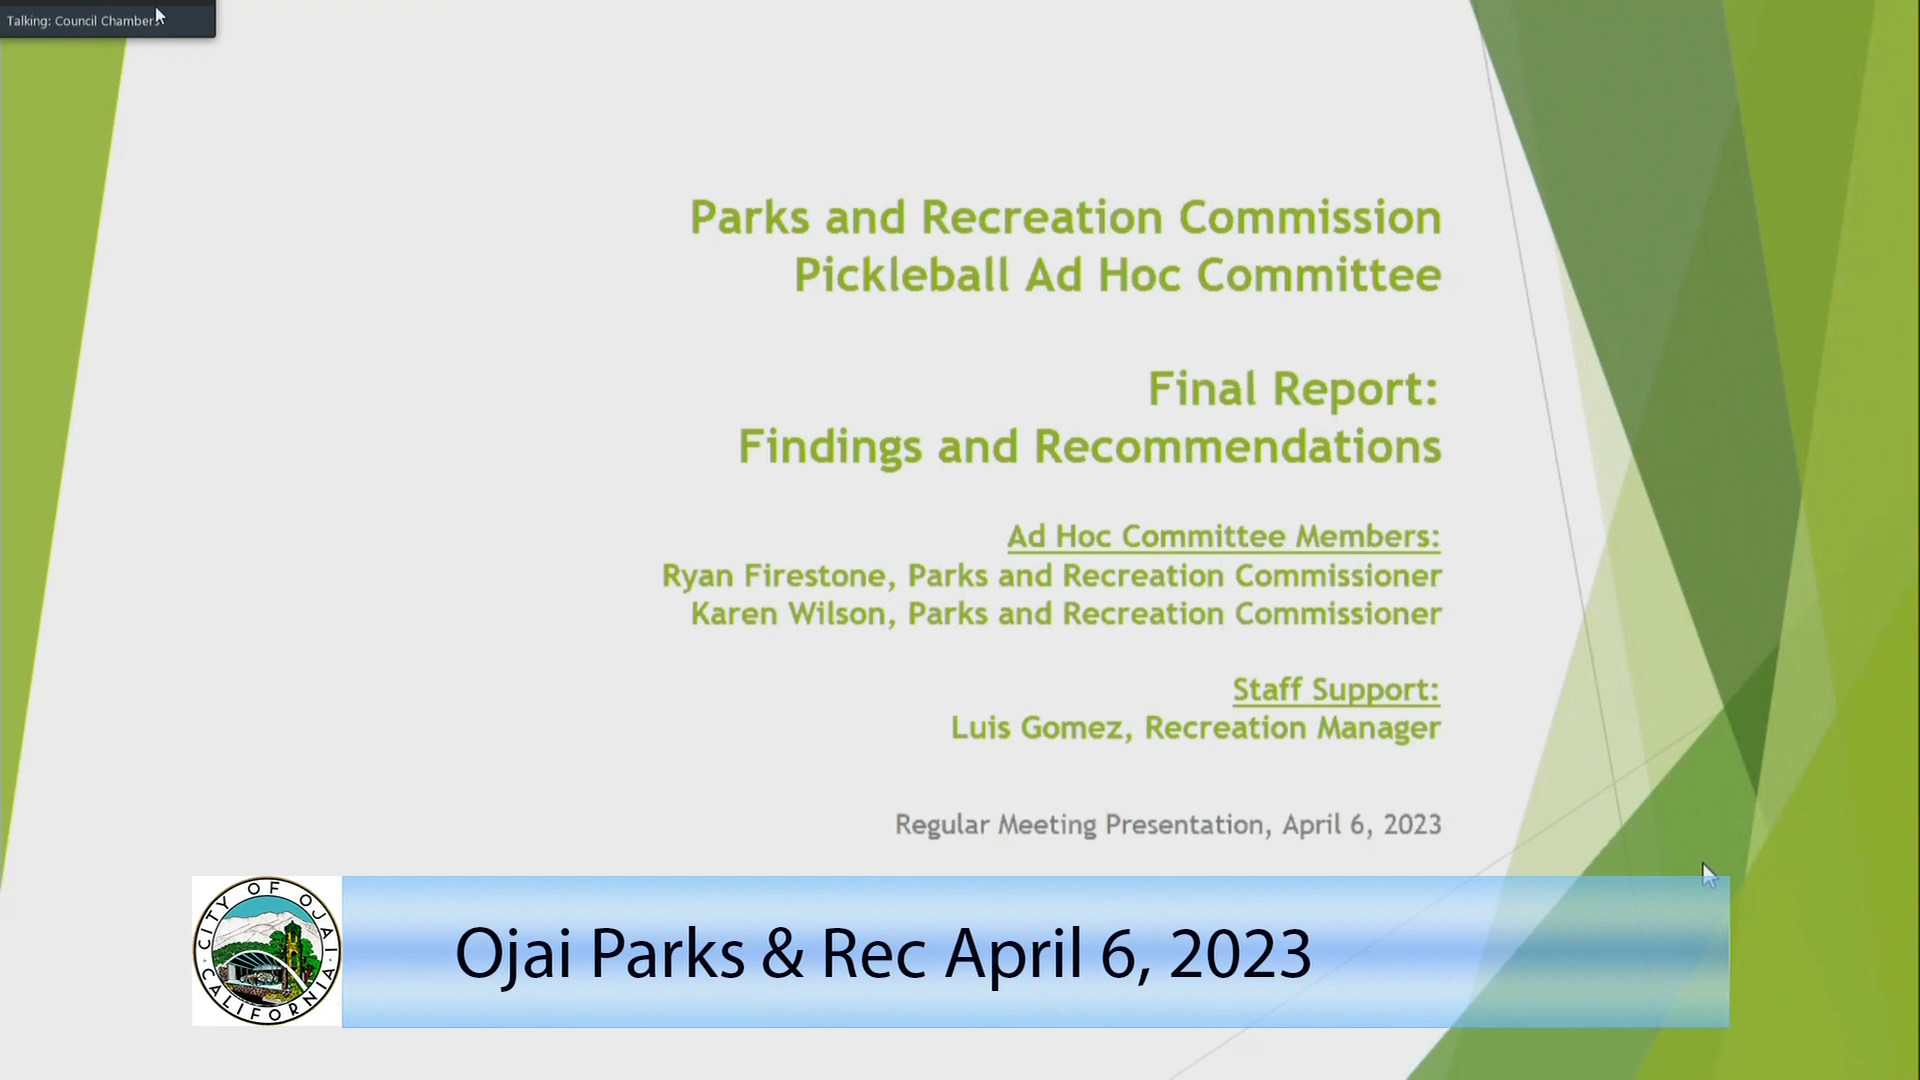 Talking: Council Chambers
Parks and Recreation Commission
Pickleball Ad Hoc Committee
Final Report:
Findings and Recommendations
Ad Hoc Committee Members:
Ryan Firestone, Parks and Recreation Commissioner
Karen Wilson, Parks and Recreation Commissioner
Staff Support:
Luis Gomez, Recreation Manager
Regular Meeting Presentation, April 6, 2023
CITY OF OJAI
CALIFORNIA
Ojai Parks & Rec April 6, 2023